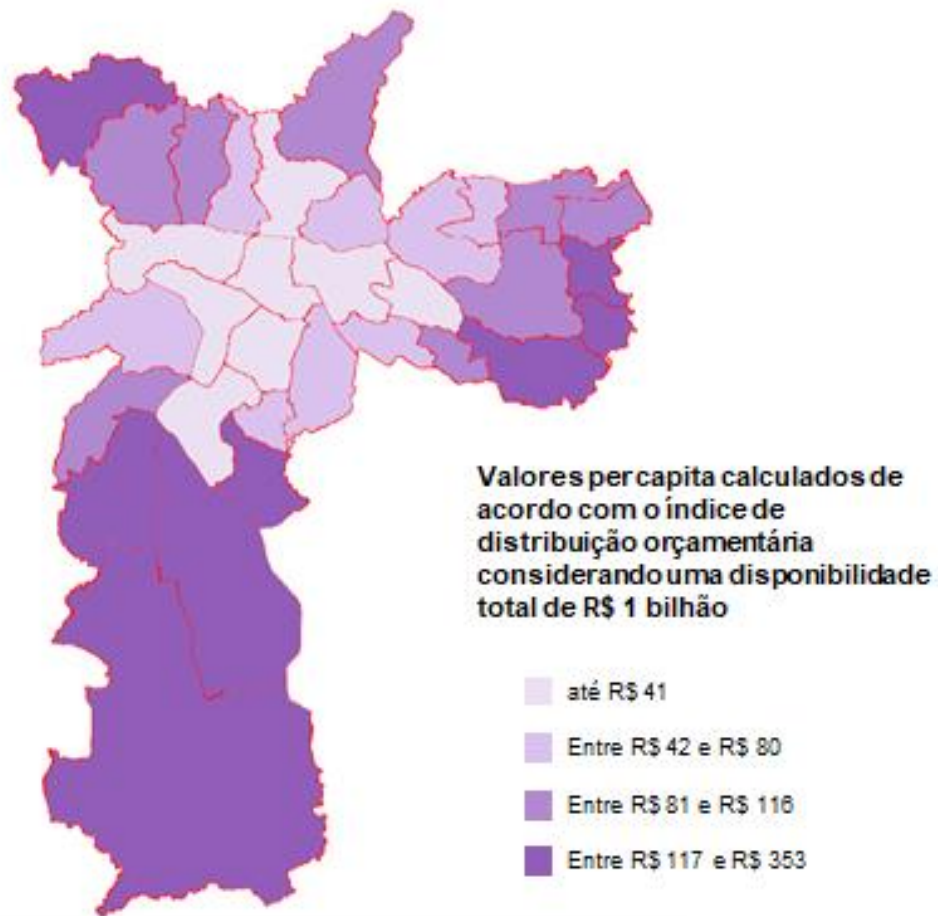 Valores per capita calculados de
acordo com o índice de
distribuição orçamentária
considerando uma disponibilidade
total de R$ 1 bilhão
até R$ 41
Entre R$ 42 e R$ 80
Entre R$ 81 e R$ 116
Entre R$ 117 e R$ 353